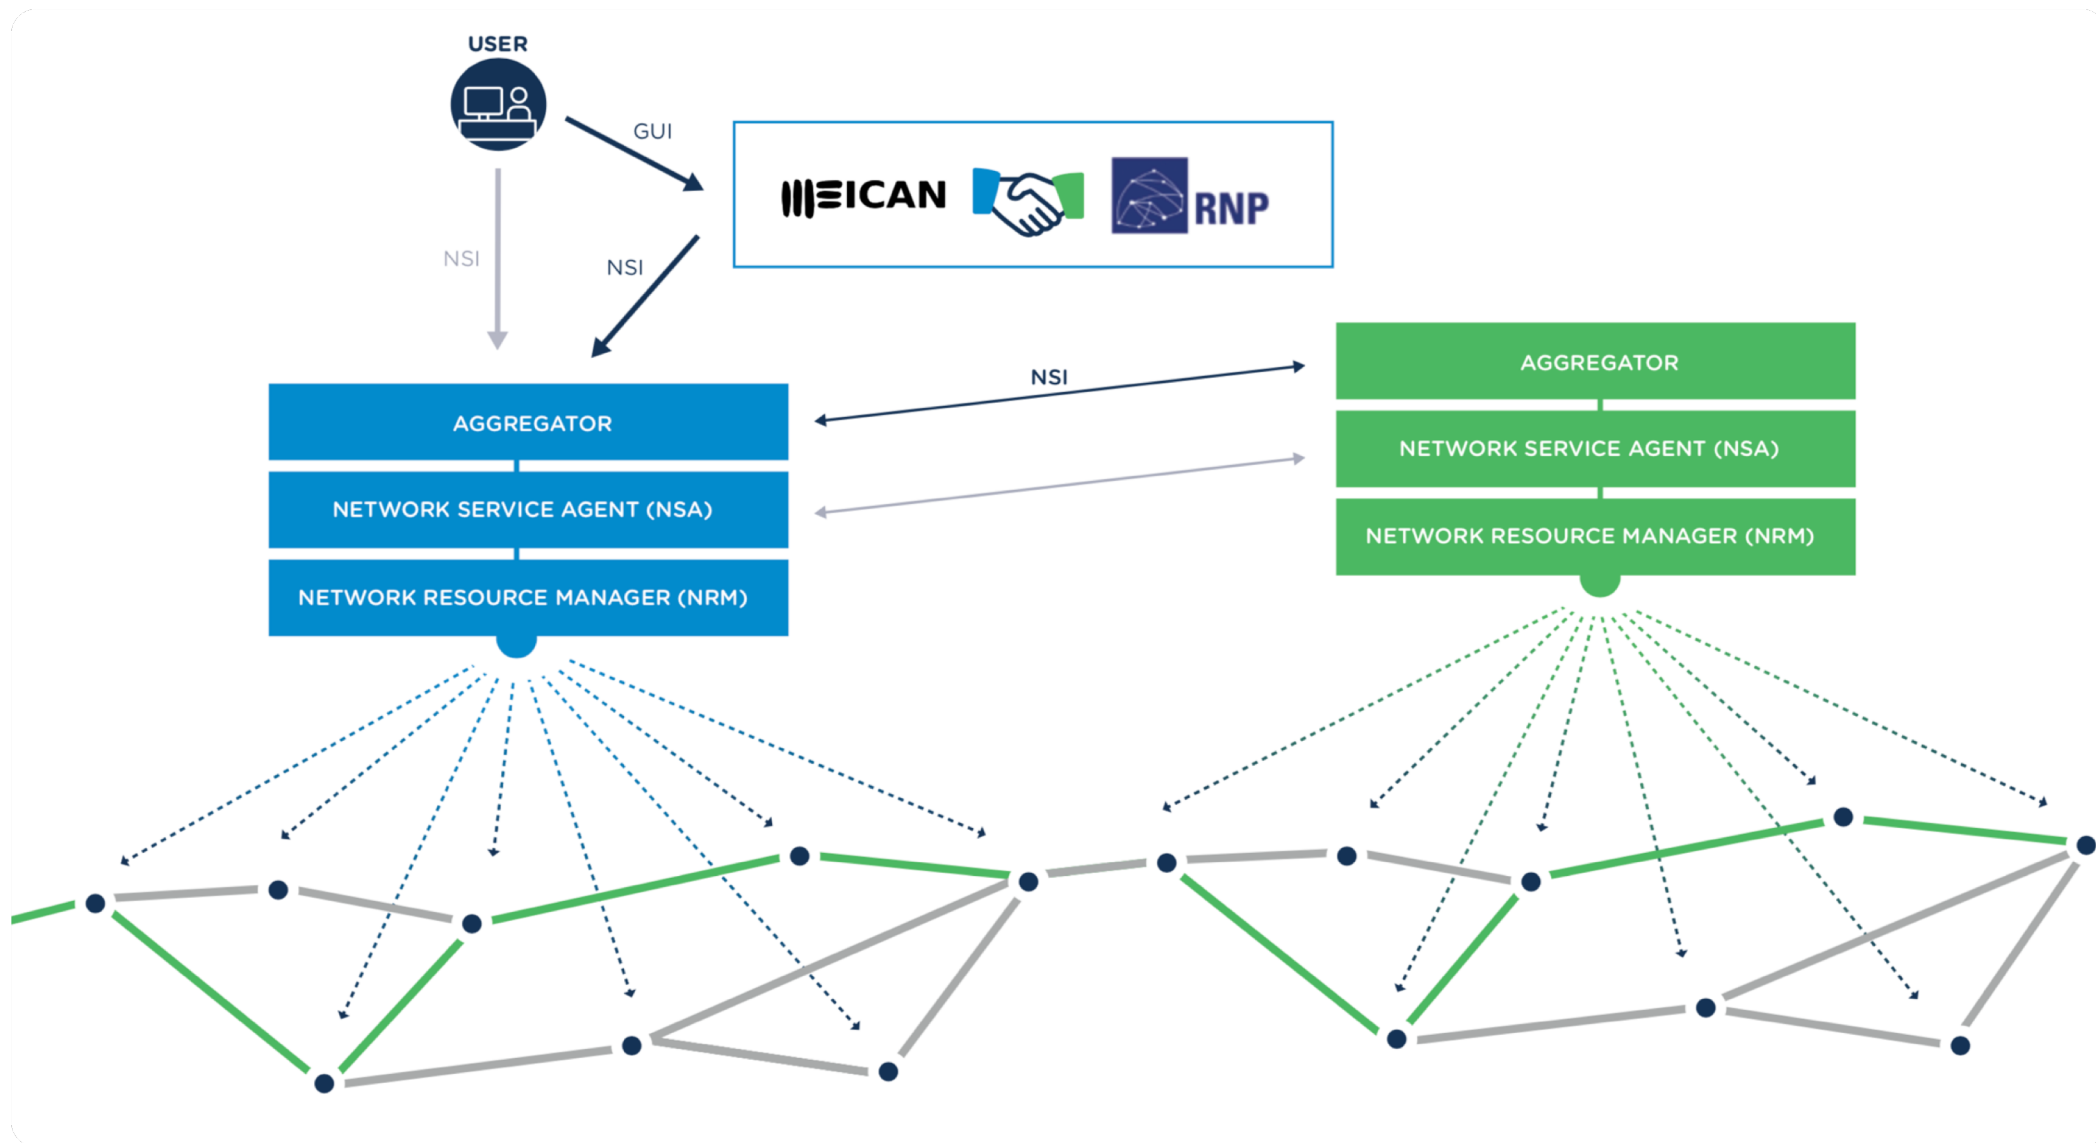 USER
GUI
MEICAN
RNP
NSI
NSI
AGGREGATOR
NETWORK SERVICE AGENT (NSA)
NETWORK RESOURCE MANAGER (NRM)
NSI
AGGREGATOR
NETWORK SERVICE AGENT (NSA)
NETWORK RESOURCE MANAGER (NRM)